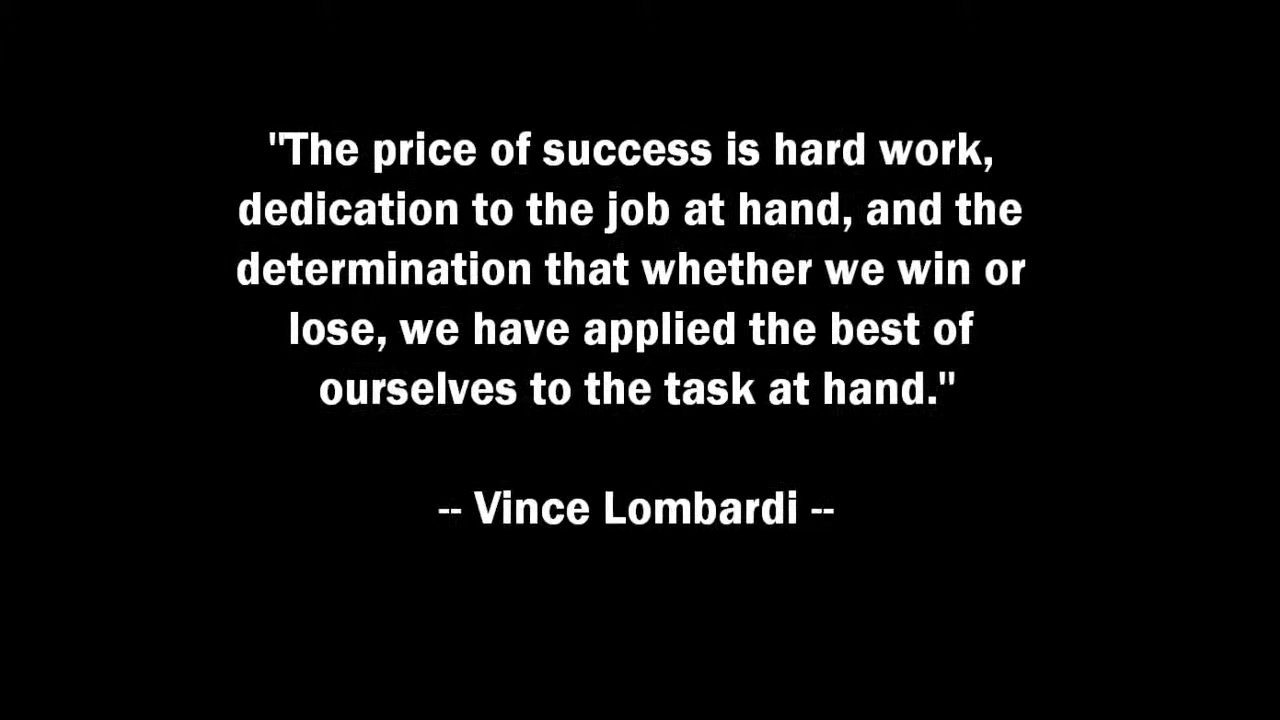 "The price of success is hard work,
dedication to the job at hand, and the
determination that whether we win or
lose, we have applied the best of
ourselves to the task at hand."
-- Vince Lombardi --